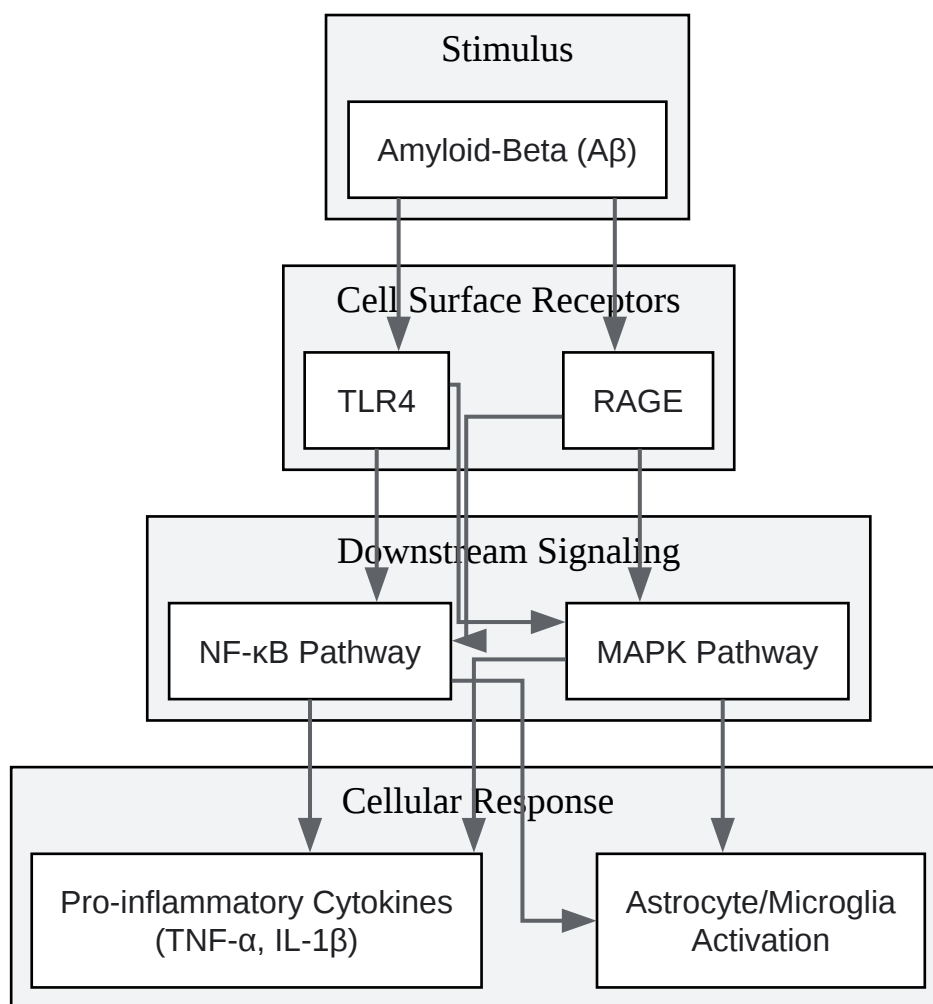 Stimulus
Amyloid-Beta (Aβ)
Cell Surface Receptors
TLR4
RAGE
Downstream Signaling
NF-κB Pathway
MAPK Pathway
Cellular Response
Pro-inflammatory Cytokines
(TNF-α, IL-1β)
Astrocyte/Microglia
Activation